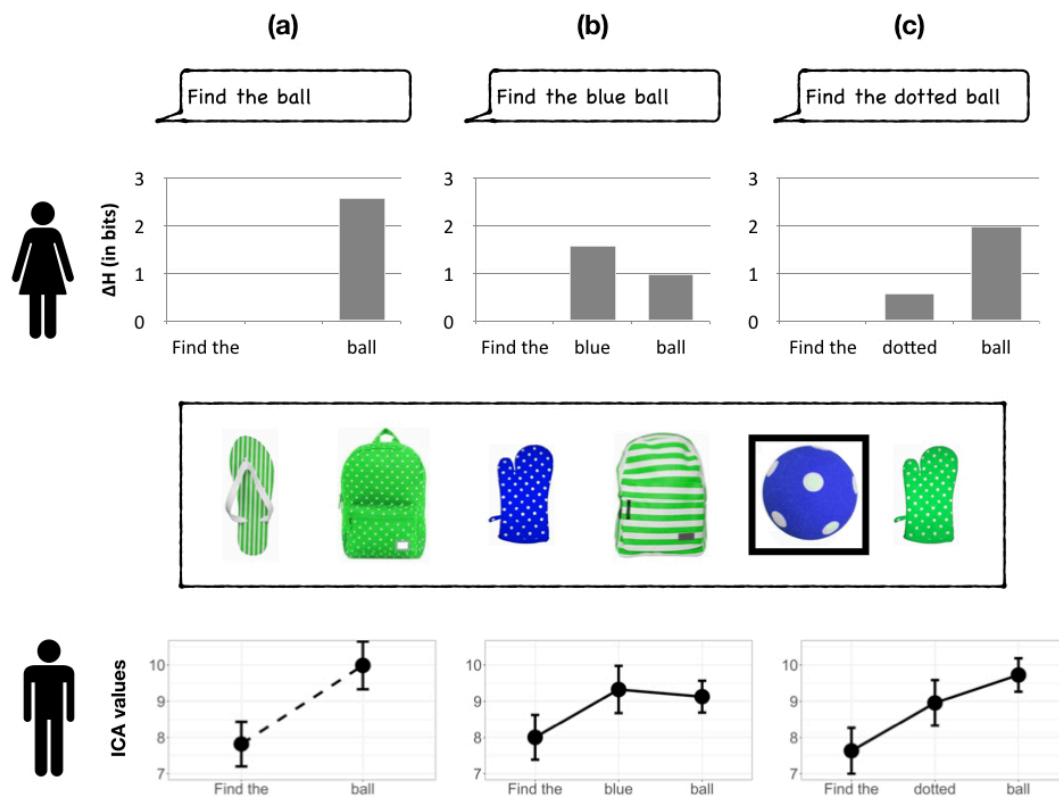 (a) (b) (c)
Find the ball Find the blue ball Find the dotted ball
ΔH (in bits)
3 3 3
2 2 2
1 1 1
0 0 0
Find the ball Find the blue ball Find the dotted ball
ICA values
10 10 10
9 9 9
8 8 8
7 7 7
Find the ball Find the blue ball Find the dotted ball